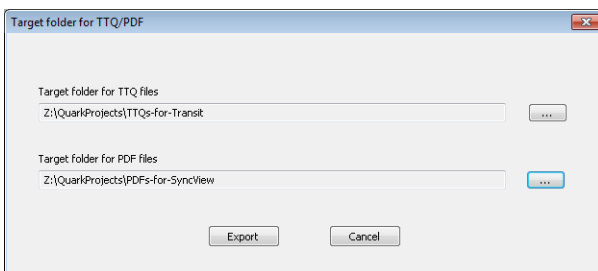 Target folder for TTQ/PDF
Target folder for TTQ files
Z:\QuarkProjects\TTQs-for-Transit
...
Target folder for PDF files
Z:\QuarkProjects\PDFs-for-SyncView
...
Export Cancel